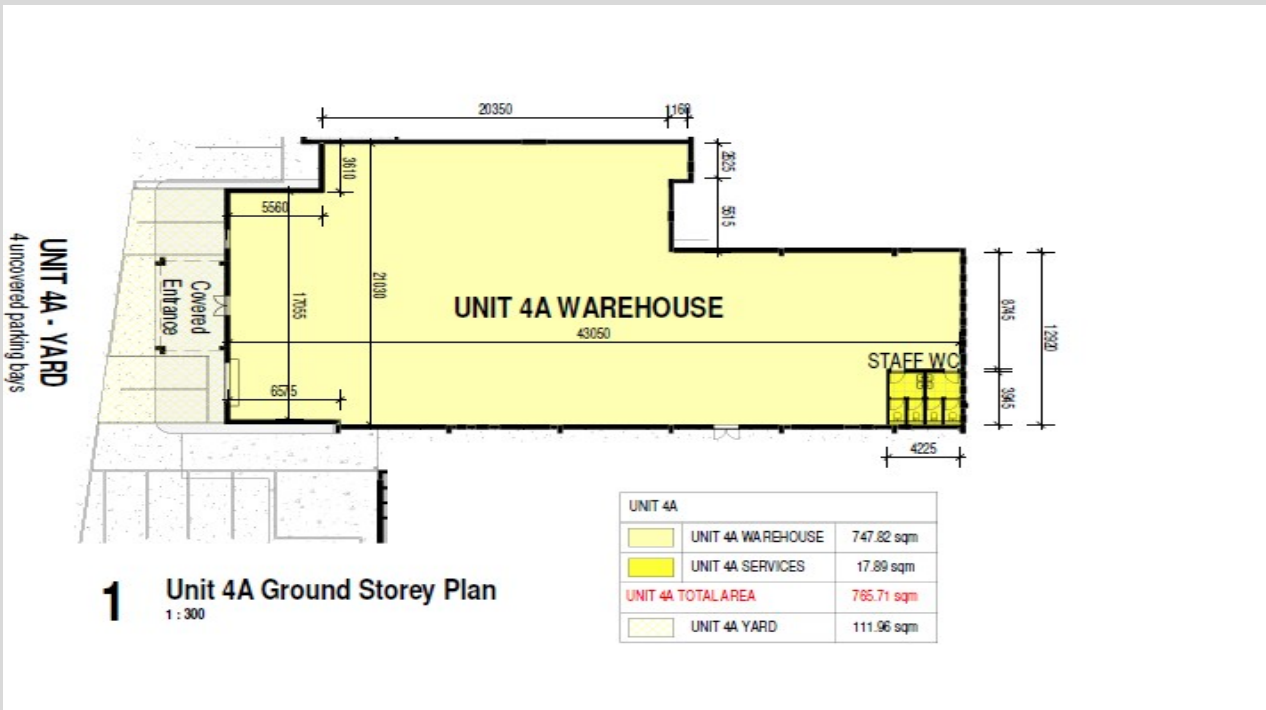 20350
1160
3610
2625
5515
5560
21030
17055
UNIT 4A WAREHOUSE
43050
8745
12920
UNIT 4A - YARD
4 uncovered parking bays
Covered
Entrance
STAFF WC
6575
3945
4225
UNIT 4A
UNIT 4A WAREHOUSE 747.82 sqm
UNIT 4A SERVICES 17.89 sqm
UNIT 4A TOTAL AREA 765.71 sqm
UNIT 4A YARD 111.96 sqm
1 Unit 4A Ground Storey Plan
1 : 300